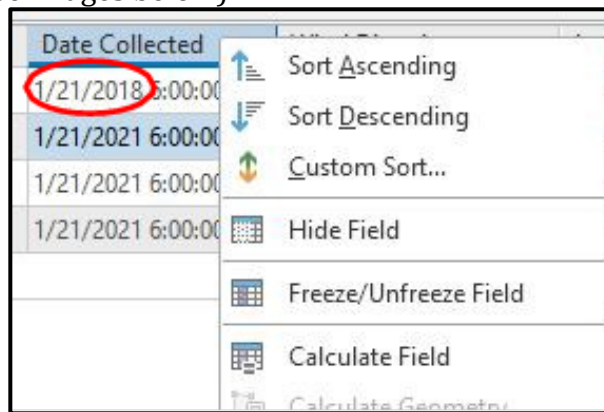 Date Collected
1/21/2018 6:00:00
1/21/2021 6:00:00
1/21/2021 6:00:00
1/21/2021 6:00:00
Sort Ascending
Sort Descending
Custom Sort...
Hide Field
Freeze/Unfreeze Field
Calculate Field
Calculate Geometry